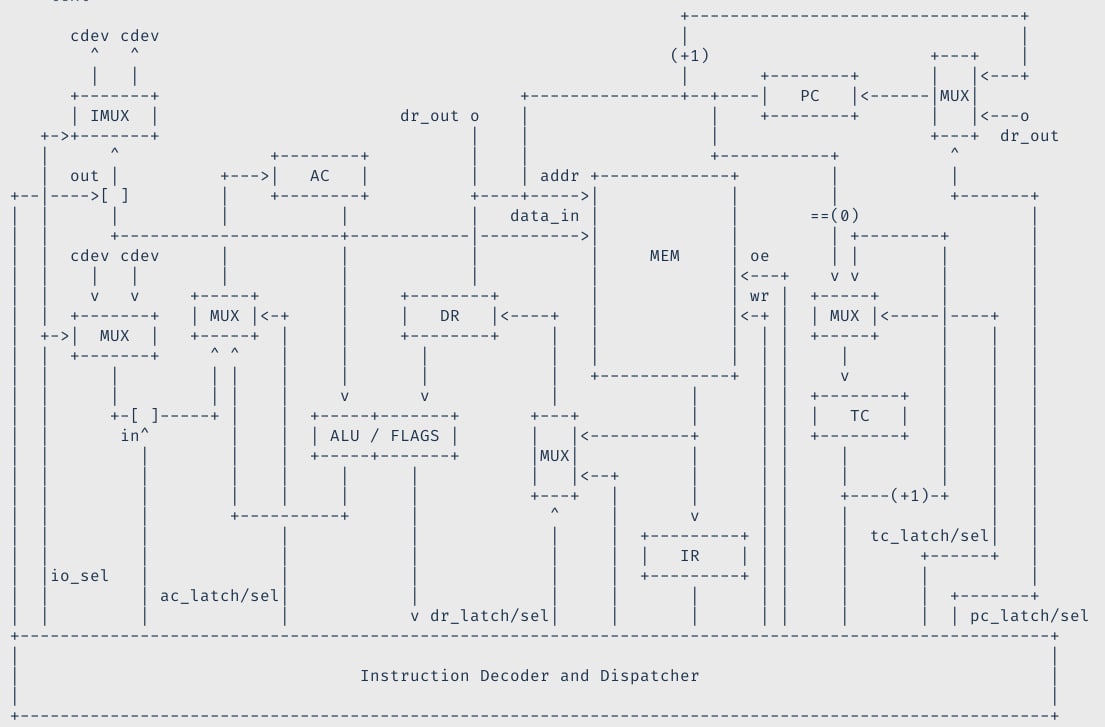 cdev cdev
(+1)
IMUX
PC
MUX
dr_out o
o
dr_out
out
[ ]
AC
addr
data_in
==(0)
cdev cdev
MEM
oe
wr
MUX
MUX
DR
MUX
TC
[ ]
in
ALU / FLAGS
MUX
(+1)
tc_latch/sel
IR
io_sel
ac_latch/sel
dr_latch/sel
pc_latch/sel
Instruction Decoder and Dispatcher